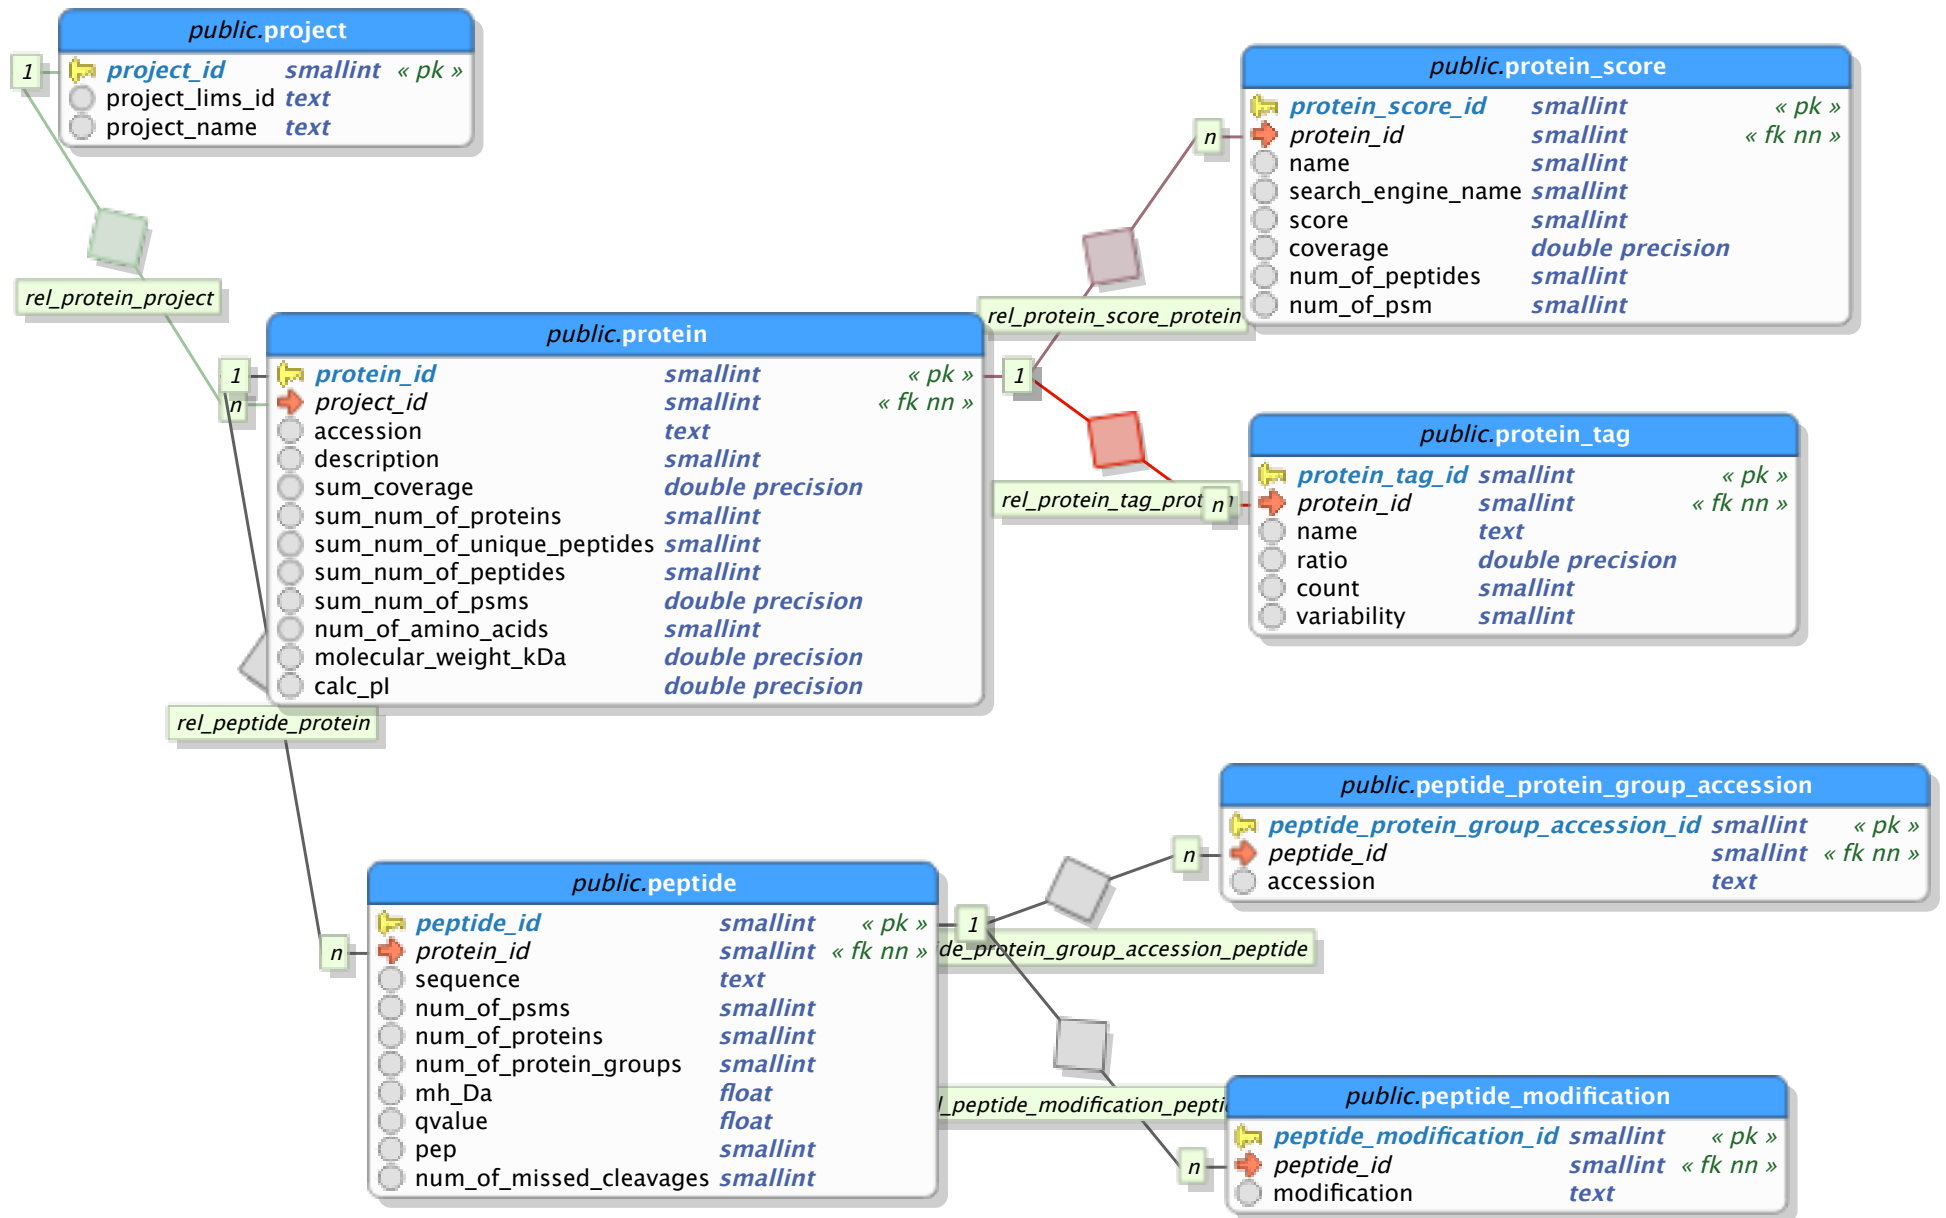 public.project
1
project_id smallint « pk »
project_lims_id text
project_name text
rel_protein_project
public.protein_score
protein_score_id smallint « pk »
n
protein_id smallint « fk nn »
name smallint
search_engine_name smallint
score smallint
coverage double precision
num_of_peptides smallint
num_of_psm smallint
rel_protein_score_protein
public.protein
1
protein_id smallint « pk »
1
n
project_id smallint « fk nn »
accession text
description smallint
sum_coverage double precision
sum_num_of_proteins smallint
sum_num_of_unique_peptides smallint
sum_num_of_peptides smallint
sum_num_of_psms double precision
num_of_amino_acids smallint
molecular_weight_kDa double precision
calc_pI double precision
public.protein_tag
protein_tag_id smallint « pk »
rel_protein_tag_prot
n
protein_id smallint « fk nn »
name text
ratio double precision
count smallint
variability smallint
rel_peptide_protein
public.peptide_protein_group_accession
peptide_protein_group_accession_id smallint « pk »
n
peptide_id smallint « fk nn »
accession text
public.peptide
peptide_id smallint « pk »
1
n
protein_id smallint « fk nn »
de_protein_group_accession_peptide
sequence text
num_of_psms smallint
num_of_proteins smallint
num_of_protein_groups smallint
mh_Da float
qvalue float
pep smallint
num_of_missed_cleavages smallint
l_peptide_modification_pepti
public.peptide_modification
peptide_modification_id smallint « pk »
n
peptide_id smallint « fk nn »
modification text